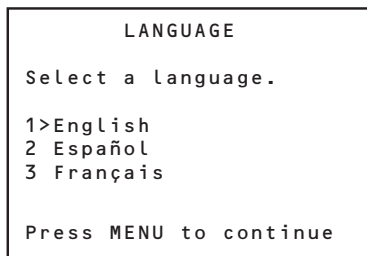 LANGUAGE
Select a language.
1>English
2 Español
3 Français
Press MENU to continue